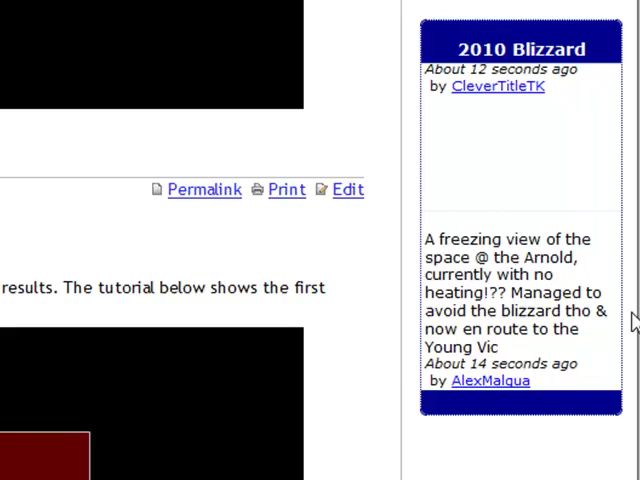 2010 Blizzard
About 12 seconds ago
by CleverTitleTK
Permalink Print Edit
A freezing view of the
space @ the Arnold,
currently with no
heating!?? Managed to
avoid the blizzard tho &
now en route to the
Young Vic
About 14 seconds ago
by AlexMalqua
results. The tutorial below shows the first